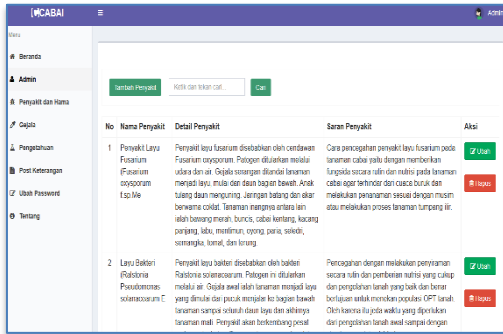 CABAI
Admin
Menu
Beranda
Admin
Penyakit dan Hama
Gejala
Pengetahuan
Post Keterangan
Ubah Password
Tentang
Tambah Penyakit
Ketik dan tekan cari..
Cari
No Nama Penyakit Detail Penyakit Saran Penyakit Aksi
1
Penyakit Layu
Fusarium
(Fusarium
oxysporum
f.sp.
Penyakit layu fusarium disebabkan oleh cendawan
Fusarium oxysporum. Patogen ditularkan melalui
udara dan air. Gejala serangan ditandai tanaman
menjadi layu, mulai dari daun bagian bawah. Anak
tulang daun menguning. Jaringan batang dan akar
berwarna coklat. Tanaman inangnya antara lain
ialah bawang merah, buncis, cabai kentang, kacang
panjang, labu, mentimun, oyong, paria, seledri,
semangka, tomat, dan terung.
Cara pencegahan penyakit layu fusarium pada
tanaman cabai yaitu dengan memberikan
fungisida secara rutin dan nutrisi pada tanaman
cabai agar terhindar dari cuaca buruk dan
melakukan penanaman sesuai dengan musim
atau melakukan proses tanaman tumpang
Ubah
Hapus
2
Layu Bakteri
(Ralstonia
Pseudomonas
solanacearum
Penyakit layu bakteri disebabkan oleh bakteri
Ralstonia solanacearum. Patogen ini ditularkan
melalui air. Gejala awal ialah tanaman menjadi layu
yang dimulai dari pucuk menjalar ke bagian bawah
tanaman sampai seluruh daun layu dan akhirnya
tanaman mati. Penyakit akan berkembang pesat
Pencegahan dengan melakukan penyiraman
secara rutin dan pemberian nutrisi yang cukup
dan pengolahan tanah yang baik dan benar
bertujuan untuk menekan populasi OPT tanah.
Oleh karena itu jeda waktu yang diperlukan
dari pengolahan tanah awal sampai dengan
Ubah
Hapus